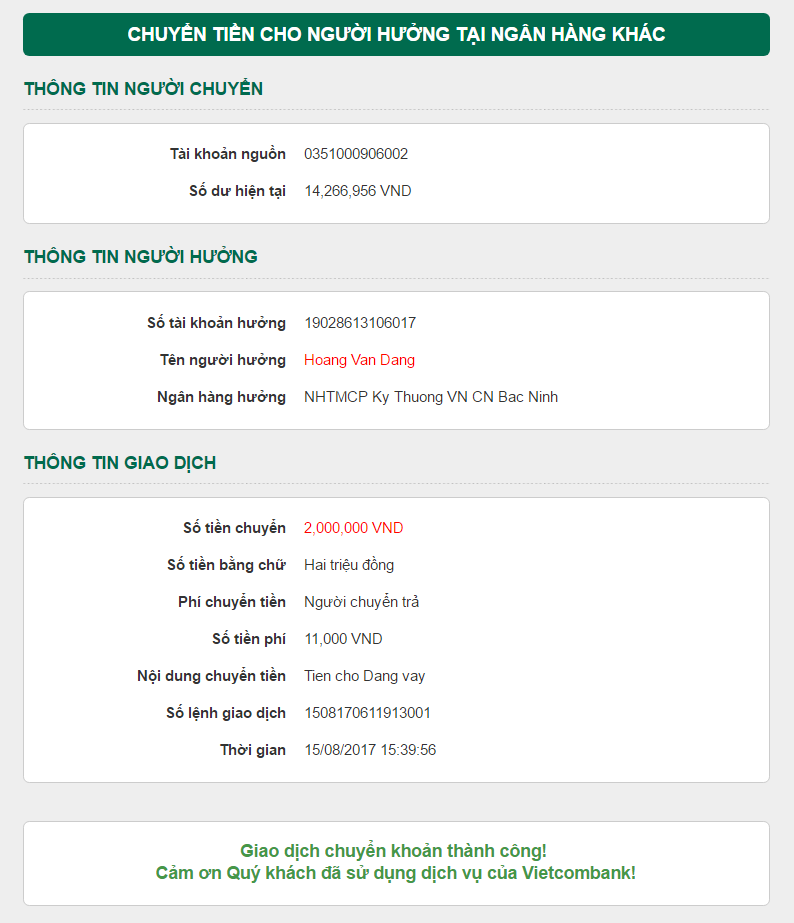 CHUYỂN TIỀN CHO NGƯỜI HƯỞNG TẠI NGÂN HÀNG KHÁC
THÔNG TIN NGƯỜI CHUYỂN
Tài khoản nguồn 0351000906002
Số dư hiện tại 14,266,956 VND
THÔNG TIN NGƯỜI HƯỞNG
Số tài khoản hưởng 19028613106017
Tên người hưởng Hoang Van Dang
Ngân hàng hưởng NHTMCP Ky Thuong VN CN Bac Ninh
THÔNG TIN GIAO DỊCH
Số tiền chuyển 2,000,000 VND
Số tiền bằng chữ Hai triệu đồng
Phí chuyển tiền Người chuyển trả
Số tiền phí 11,000 VND
Nội dung chuyển tiền Tien cho Dang vay
Số lệnh giao dịch 1508170611913001
Thời gian 15/08/2017 15:39:56
Giao dịch chuyển khoản thành công!
Cảm ơn Quý khách đã sử dụng dịch vụ của Vietcombank!